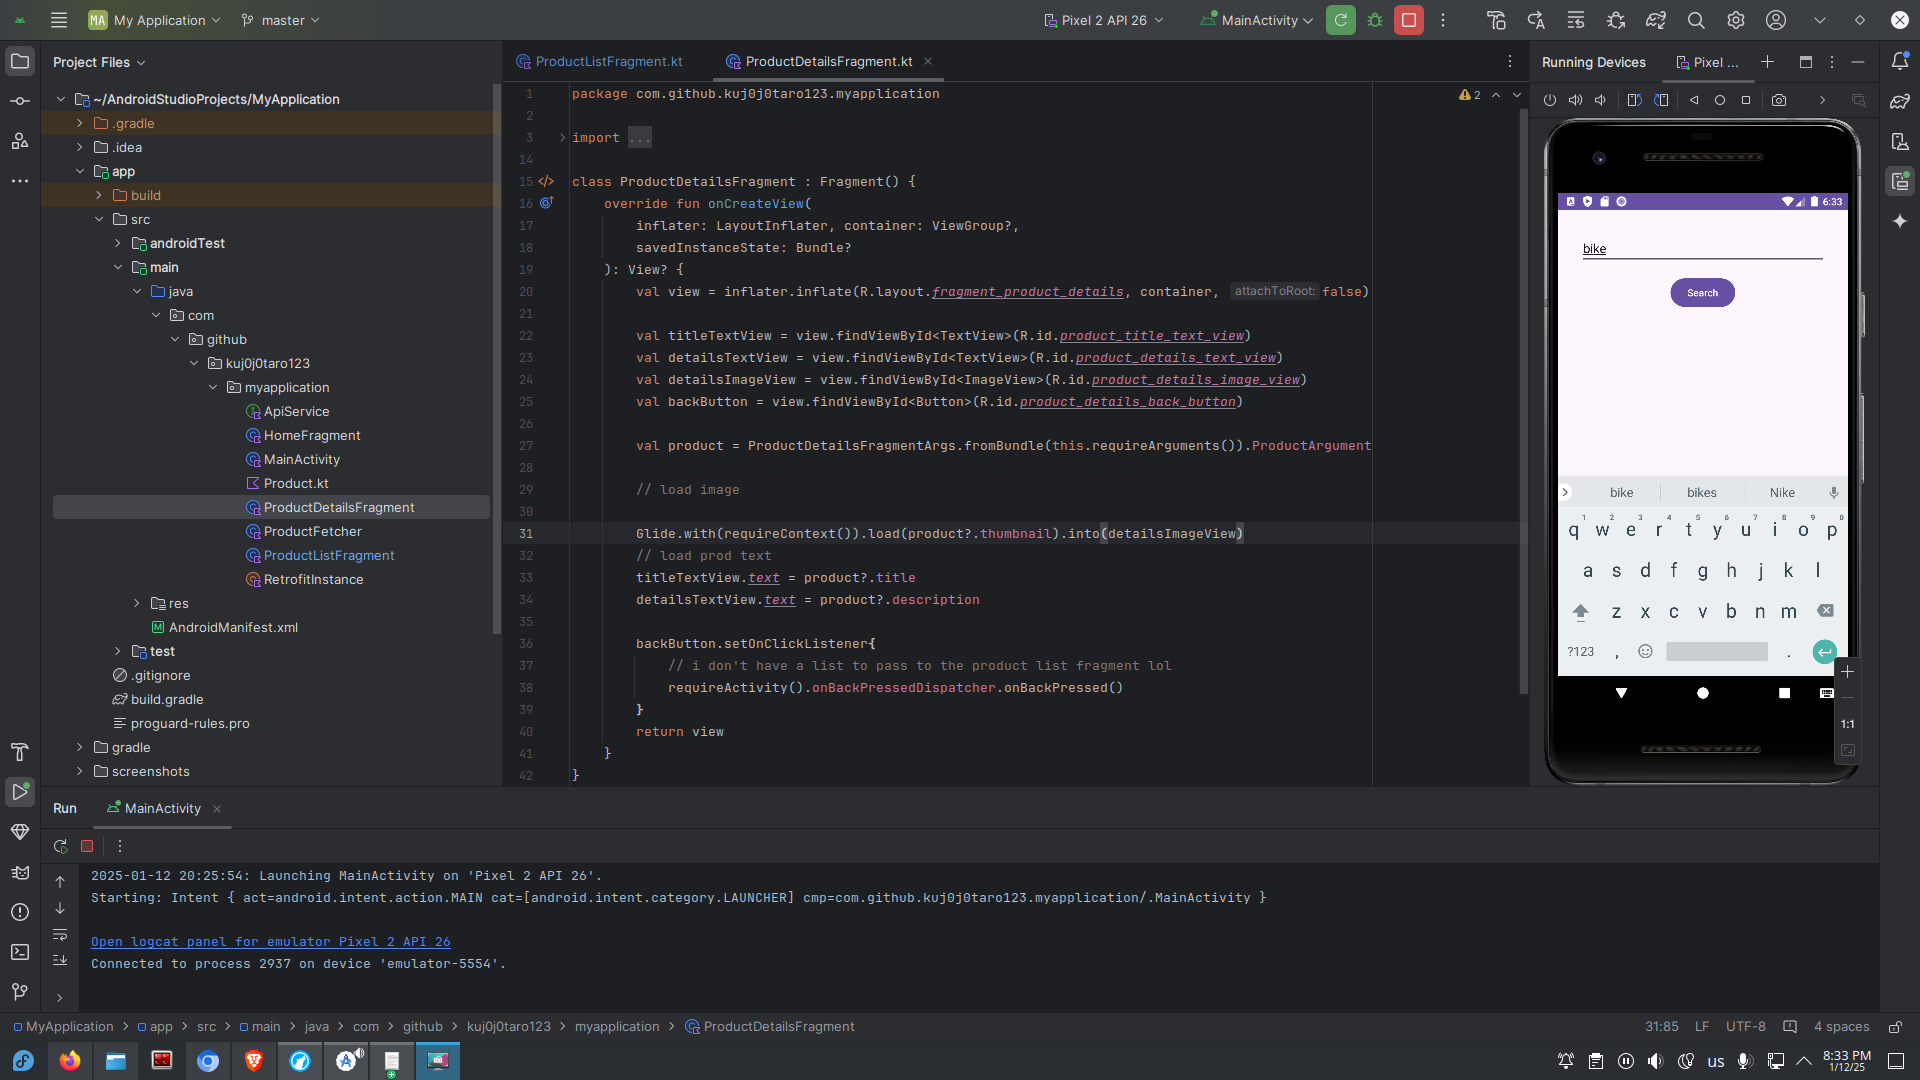 MA My Application
master
Pixel 2 API 26
MainActivity
Project Files
~/AndroidStudioProjects/MyApplication
.gradle
.idea
app
build
src
androidTest
main
java
com
github
kuj0j0taro123
myapplication
ApiService
HomeFragment
MainActivity
Product.kt
ProductDetailsFragment
ProductFetcher
ProductListFragment
RetrofitInstance
res
AndroidManifest.xml
test
.gitignore
build.gradle
proguard-rules.pro
gradle
screenshots
ProductListFragment.kt
ProductDetailsFragment.kt
2
1 package com.github.kuj0j0taro123.myapplication
2
3 import ...
14
15 class ProductDetailsFragment : Fragment() {
16 override fun onCreateView(
17 inflater: LayoutInflater, container: ViewGroup?,
18 savedInstanceState: Bundle?
19 ): View? {
20 val view = inflater.inflate(R.layout.fragment_product_details, container, attachToRoot: false)
21
22 val titleTextView = view.findViewById<TextView>(R.id.product_title_text_view)
23 val detailsTextView = view.findViewById<TextView>(R.id.product_details_text_view)
24 val detailsImageView = view.findViewById<ImageView>(R.id.product_details_image_view)
25 val backButton = view.findViewById<Button>(R.id.product_details_back_button)
26
27 val product = ProductDetailsFragmentArgs.fromBundle(this.requireArguments()).ProductArgument
28
29 // load image
30
31 Glide.with(requireContext()).load(product?.thumbnail).into(detailsImageView)
32 // load prod text
33 titleTextView.text = product?.title
34 detailsTextView.text = product?.description
35
36 backButton.setOnClickListener{
37 // i don't have a list to pass to the product list fragment lol
38 requireActivity().onBackPressedDispatcher.onBackPressed()
39 }
40 return view
41 }
42 }
Running Devices
Pixel ...
6:33
bike
Search
bike bikes Nike
q 1 w 2 e 3 r 4 t 5 y 6 u 7 i 8 o 9 p 0
a s d f g h j k l
z x c v b n m
?123 , .
1:1
Run
MainActivity
2025-01-12 20:25:54: Launching MainActivity on 'Pixel 2 API 26'.
Starting: Intent { act=android.intent.action.MAIN cat=[android.intent.category.LAUNCHER] cmp=com.github.kuj0j0taro123.myapplication/.MainActivity }
Open logcat panel for emulator Pixel 2 API 26
Connected to process 2937 on device 'emulator-5554'.
MyApplication > app > src > main > java > com > github > kuj0j0taro123 > myapplication > ProductDetailsFragment
31:85 LF UTF-8 4 spaces
us
8:33 PM
1/12/25